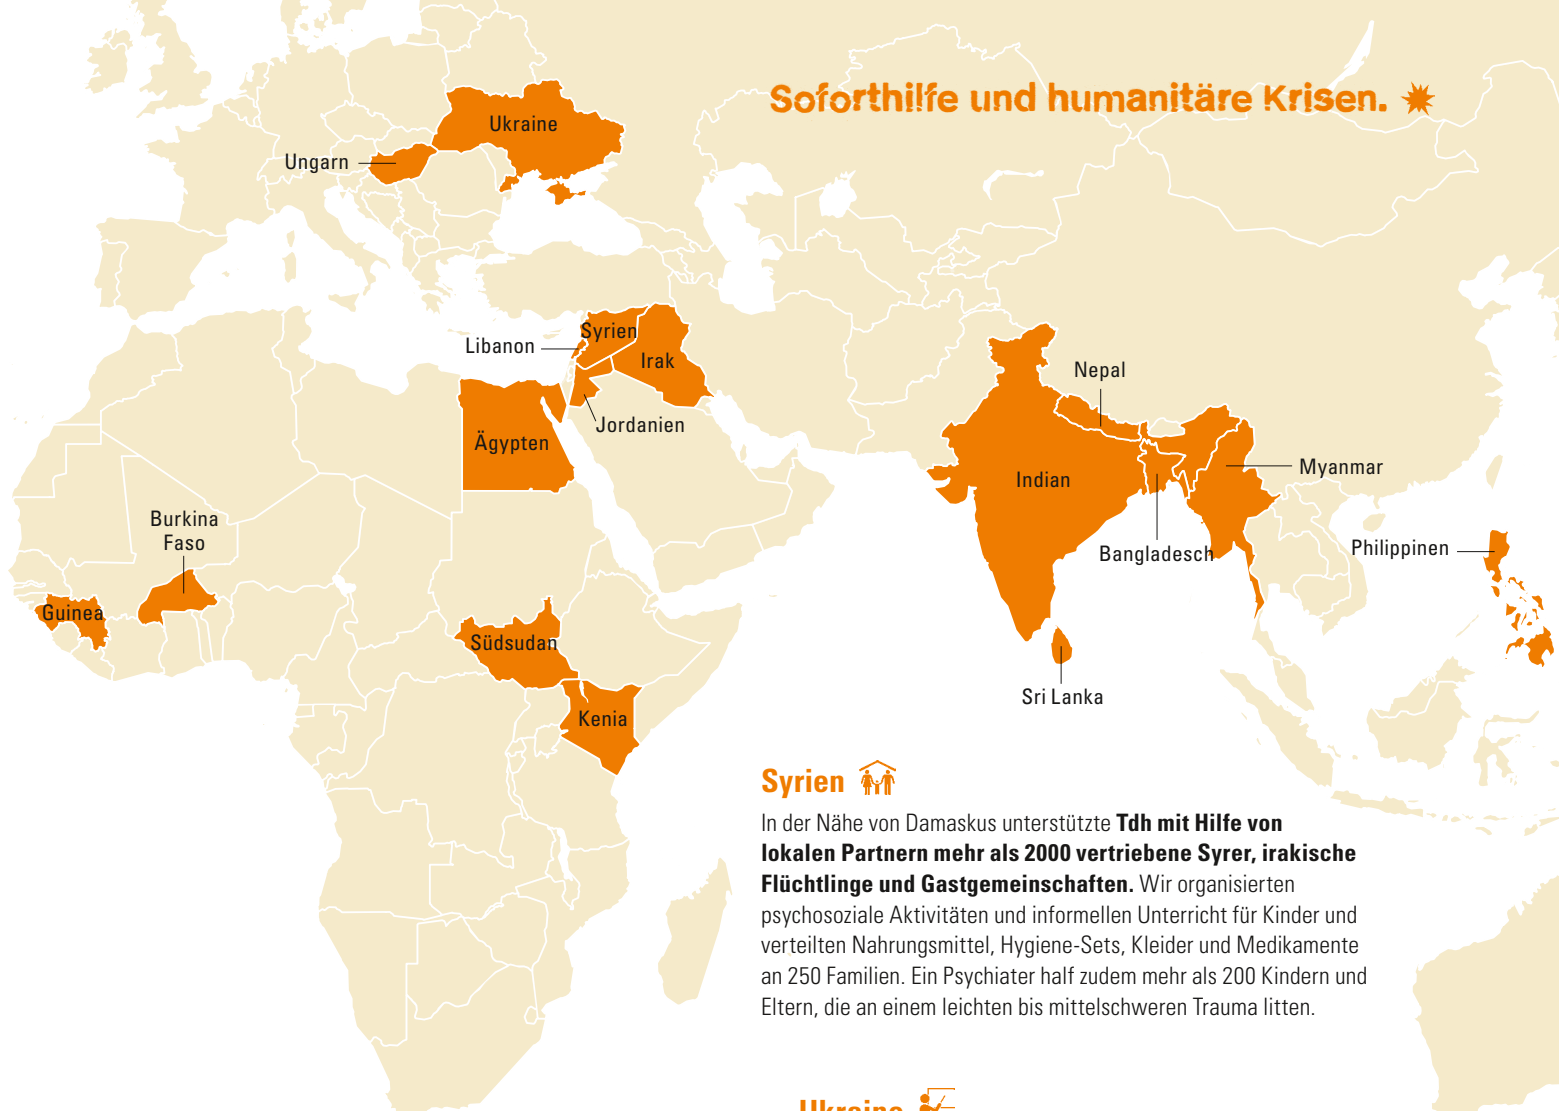 Soforthilfe und humanitäre Krisen.
Ukraine
Ungarn
Syrien
Libanon
Irak
Jordanien
Ägypten
Nepal
Indian
Myanmar
Bangladesch
Philippinen
Burkina
Faso
Guinea
Südsudan
Kenia
Sri Lanka
Syrien
In der Nähe von Damaskus unterstützte Tdh mit Hilfe von
lokalen Partnern mehr als 2000 vertriebene Syrer, irakische
Flüchtlinge und Gastgemeinschaften. Wir organisierten
psychosoziale Aktivitäten und informellen Unterricht für Kinder und
verteilten Nahrungsmittel, Hygiene-Sets, Kleider und Medikamente
an 250 Familien. Ein Psychiater half zudem mehr als 200 Kindern und
Eltern, die an einem leichten bis mittelschweren Trauma litten.
Ukraine